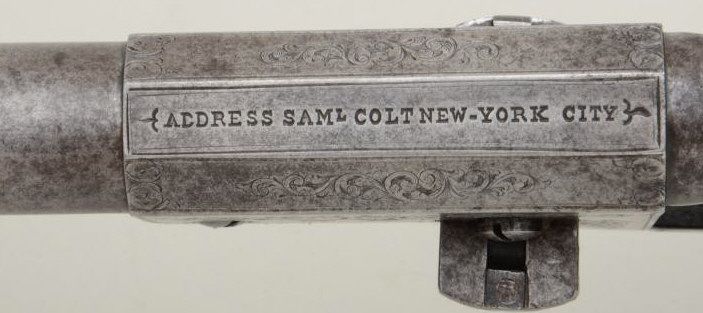 ADDRESS SAMᴸ COLT NEW-YORK CITY